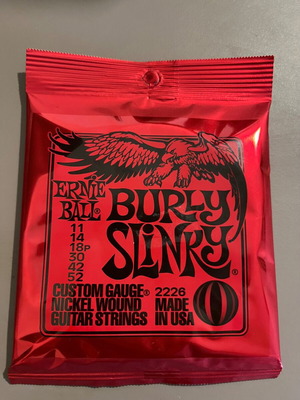 ERNIE BALL
BURLY
SLINKY
11
14
18P
30
42
52
CUSTOM GAUGE® 2226
NICKEL WOUND MADE
GUITAR STRINGS IN USA